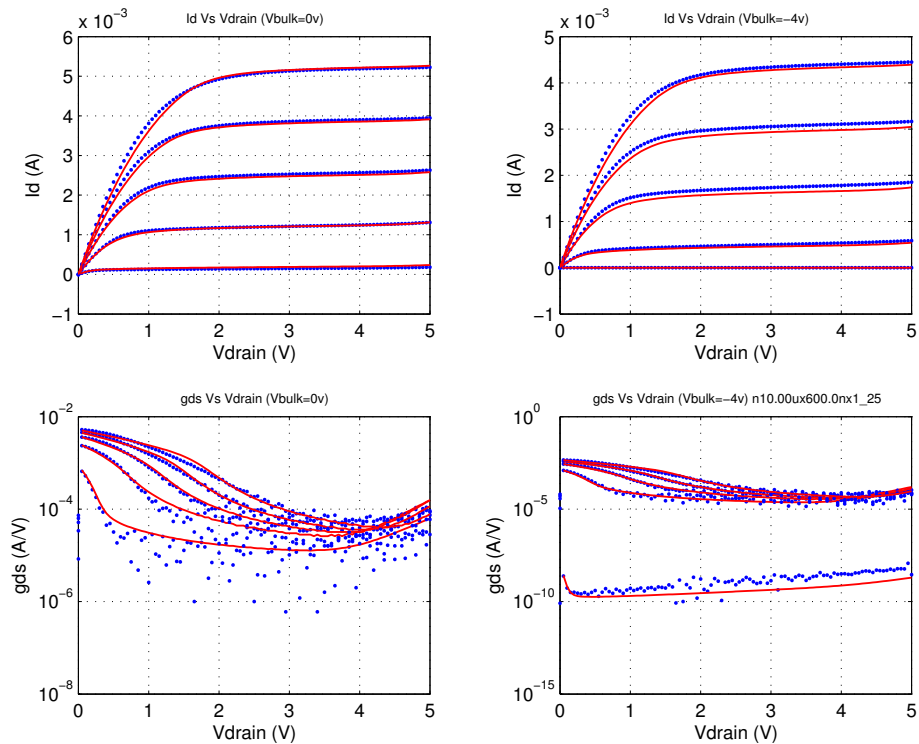 Id Vs Vdrain (Vbulk=0v)
x 10−3
6
5
4
3
2
1
0
−1
Id (A)
0 1 2 3 4 5
Vdrain (V)
Id Vs Vdrain (Vbulk=−4v)
x 10−3
5
4
3
2
1
0
−1
Id (A)
0 1 2 3 4 5
Vdrain (V)
gds Vs Vdrain (Vbulk=0v)
10−2
10−4
10−6
10−8
gds (A/V)
0 1 2 3 4 5
Vdrain (V)
gds Vs Vdrain (Vbulk=−4v) n10.00ux600.0nx1_25
100
10−5
10−10
10−15
gds (A/V)
0 1 2 3 4 5
Vdrain (V)